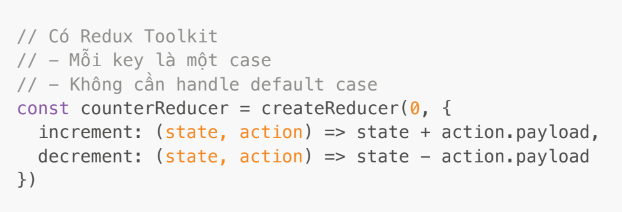 // Có Redux Toolkit
// - Mỗi key là một case
// - Không cần handle default case
const counterReducer = createReducer(0, {
  increment: (state, action) => state + action.payload,
  decrement: (state, action) => state - action.payload
})